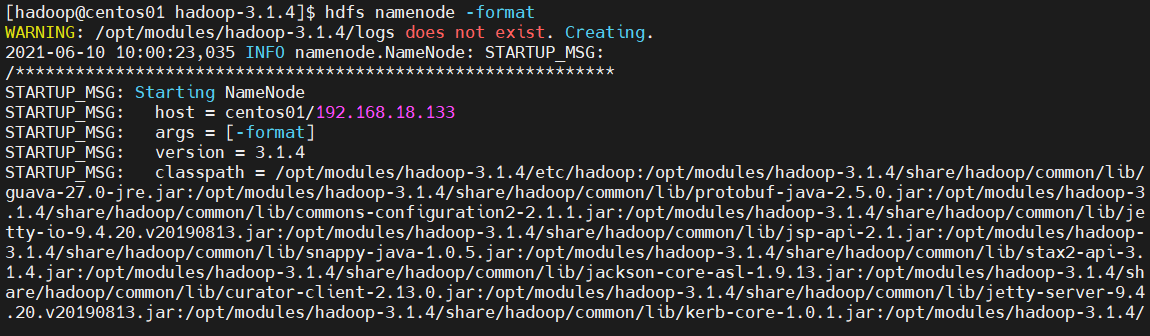 [hadoop@centos01 hadoop-3.1.4]$ hdfs namenode -format
WARNING: /opt/modules/hadoop-3.1.4/logs does not exist. Creating.
2021-06-10 10:00:23,035 INFO namenode.NameNode: STARTUP_MSG:
/************************************************************
STARTUP_MSG: Starting NameNode
STARTUP_MSG:   host = centos01/192.168.18.133
STARTUP_MSG:   args = [-format]
STARTUP_MSG:   version = 3.1.4
STARTUP_MSG:   classpath = /opt/modules/hadoop-3.1.4/etc/hadoop:/opt/modules/hadoop-3.1.4/share/hadoop/common/lib/
guava-27.0-jre.jar:/opt/modules/hadoop-3.1.4/share/hadoop/common/lib/protobuf-java-2.5.0.jar:/opt/modules/hadoop-3
.1.4/share/hadoop/common/lib/commons-configuration2-2.1.1.jar:/opt/modules/hadoop-3.1.4/share/hadoop/common/lib/je
tty-io-9.4.20.v20190813.jar:/opt/modules/hadoop-3.1.4/share/hadoop/common/lib/jsp-api-2.1.jar:/opt/modules/hadoop-
3.1.4/share/hadoop/common/lib/snappy-java-1.0.5.jar:/opt/modules/hadoop-3.1.4/share/hadoop/common/lib/stax2-api-3.
1.4.jar:/opt/modules/hadoop-3.1.4/share/hadoop/common/lib/jackson-core-asl-1.9.13.jar:/opt/modules/hadoop-3.1.4/sh
are/hadoop/common/lib/curator-client-2.13.0.jar:/opt/modules/hadoop-3.1.4/share/hadoop/common/lib/jetty-server-9.4
.20.v20190813.jar:/opt/modules/hadoop-3.1.4/share/hadoop/common/lib/kerb-core-1.0.1.jar:/opt/modules/hadoop-3.1.4/